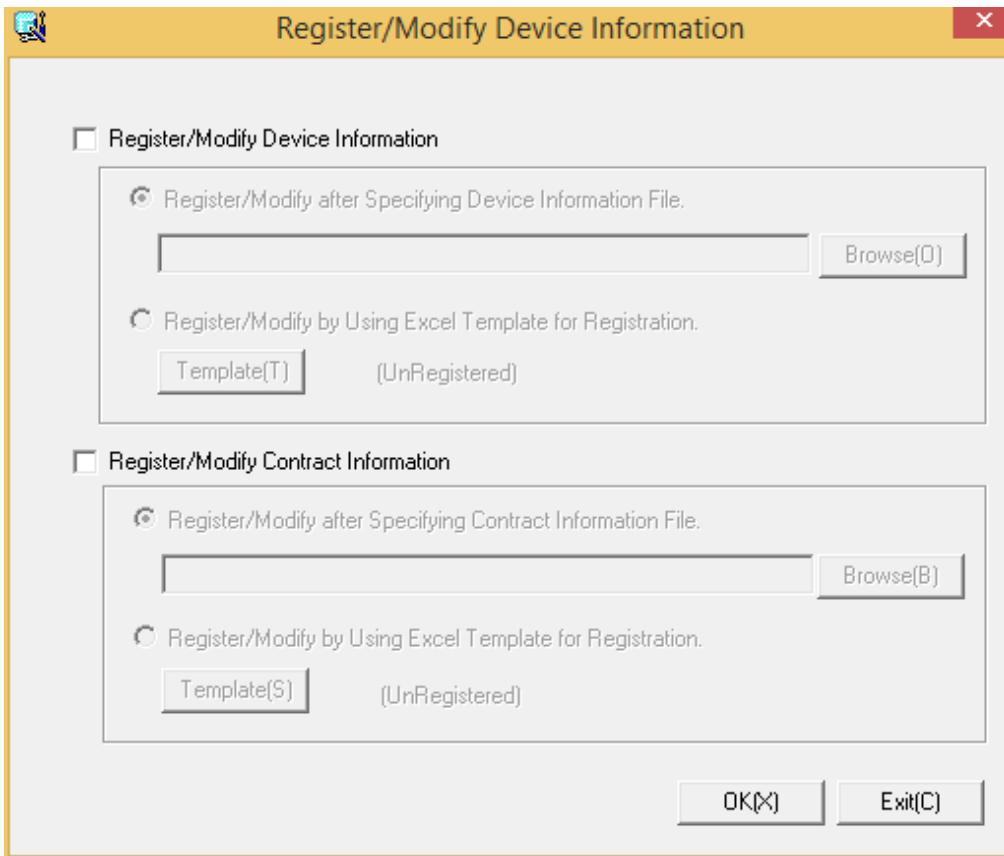 Register/Modify Device Information
Register/Modify Device Information
Register/Modify after Specifying Device Information File.
Browse(O)
Register/Modify by Using Excel Template for Registration.
Template(T) (UnRegistered)
Register/Modify Contract Information
Register/Modify after Specifying Contract Information File.
Browse(B)
Register/Modify by Using Excel Template for Registration.
Template(S) (UnRegistered)
OK(X) Exit(C)